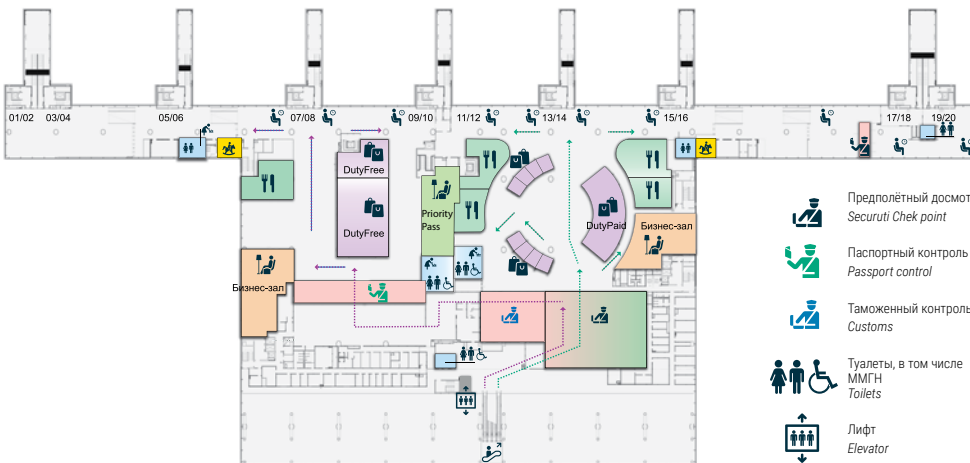 01/02 03/04 05/06 07/08 09/10 11/12 13/14 15/16 17/18 19/20
DutyFree
DutyFree
Priority
Pass
DutyPaid
Бизнес-зал
Бизнес-зал
Предполётный досмот
Securuti Chek point
Паспортный контроль
Passport control
Таможенный контроль
Customs
Туалеты, в том числе
ММГН
Toilets
Лифт
Elevator